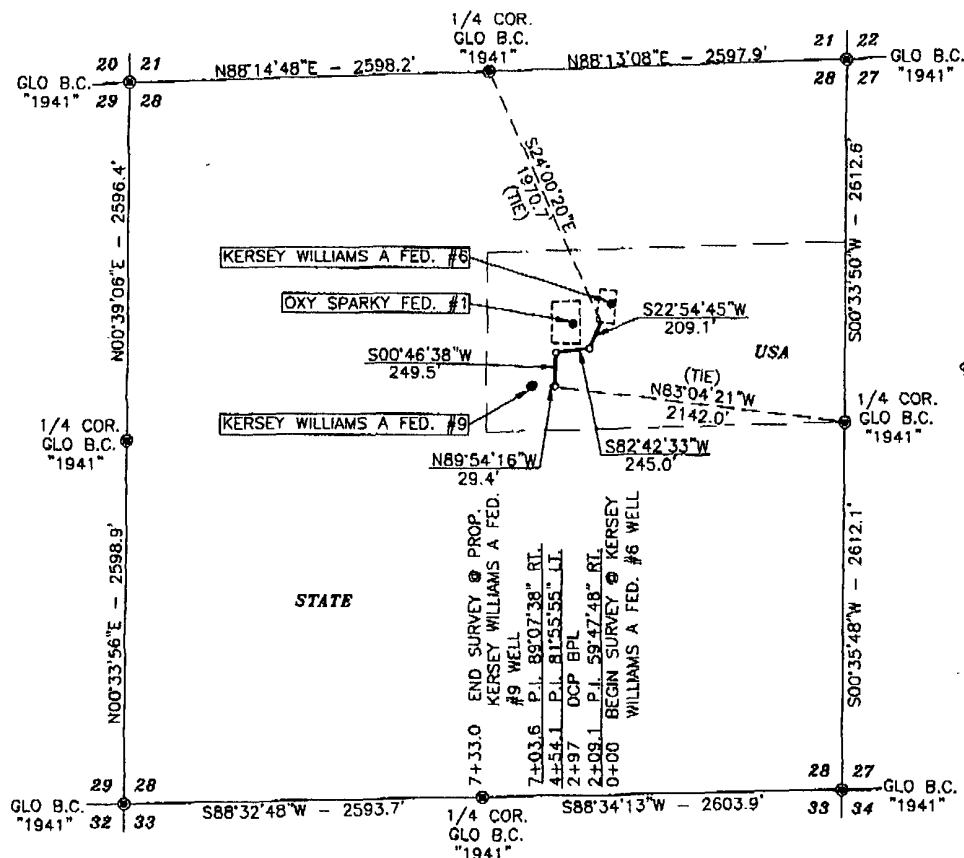 1/4 COR.
GLO B.C.
"1941"
20 21
29 28
GLO B.C.
"1941"
N88°14'48"E - 2598.2'
N88°13'08"E - 2597.9'
21 22
28 27
GLO B.C.
"1941"
N00°39'06"E - 2596.4'
S24°00'20"E
1970.7'
(TIE)
S00°33'50"W - 2612.6'
KERSEY WILLIAMS A FED. #6
OXY SPARKY FED. #1
S22°54'45"W
209.1'
USA
S00°46'38"W
249.5'
(TIE)
N83°04'21"W
2142.0'
KERSEY WILLIAMS A FED. #9
1/4 COR.
GLO B.C.
"1941"
1/4 COR.
GLO B.C.
"1941"
N89°54'16"W
29.4'
S82°42'33"W
245.0'
N00°33'56"E - 2598.9'
STATE
7+33.0 END SURVEY @ PROP.
KERSEY WILLIAMS A FED.
#9 WELL
7+03.6 P.I. 89°07'38" RT.
4+54.1 P.I. 81°55'55" LT.
2+97 DCP BPL
2+09.1 P.I. 59°47'48" RT.
0+00 BEGIN SURVEY @ KERSEY
WILLIAMS A FED. #6 WELL
S00°35'48"W - 2612.1'
29 28
32 33
GLO B.C.
"1941"
S88°32'48"W - 2593.7'
1/4 COR.
GLO B.C.
"1941"
S88°34'13"W - 2603.9'
28 27
33 34
GLO B.C.
"1941"